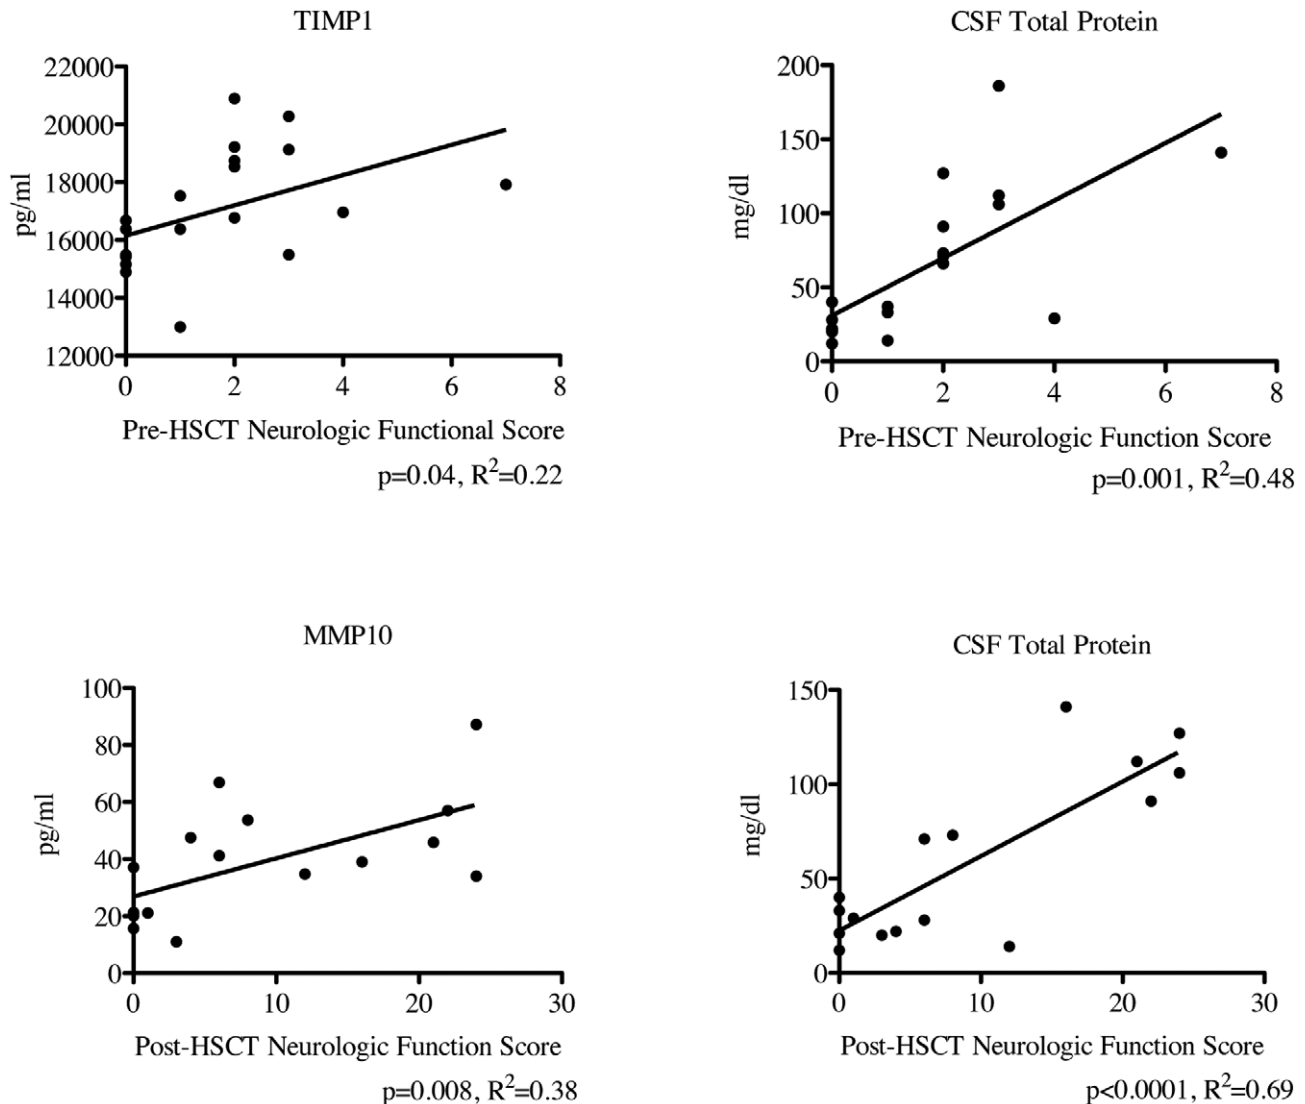 TIMP1
22000
20000
18000
16000
14000
12000
pg/ml
0 2 4 6 8
Pre-HSCT Neurologic Functional Score
p=0.04, R²=0.22
CSF Total Protein
200
150
100
50
0
mg/dl
0 2 4 6 8
Pre-HSCT Neurologic Function Score
p=0.001, R²=0.48
MMP10
100
80
60
40
20
0
pg/ml
0 10 20 30
Post-HSCT Neurologic Function Score
p=0.008, R²=0.38
CSF Total Protein
150
100
50
0
mg/dl
0 10 20 30
Post-HSCT Neurologic Function Score
p<0.0001, R²=0.69